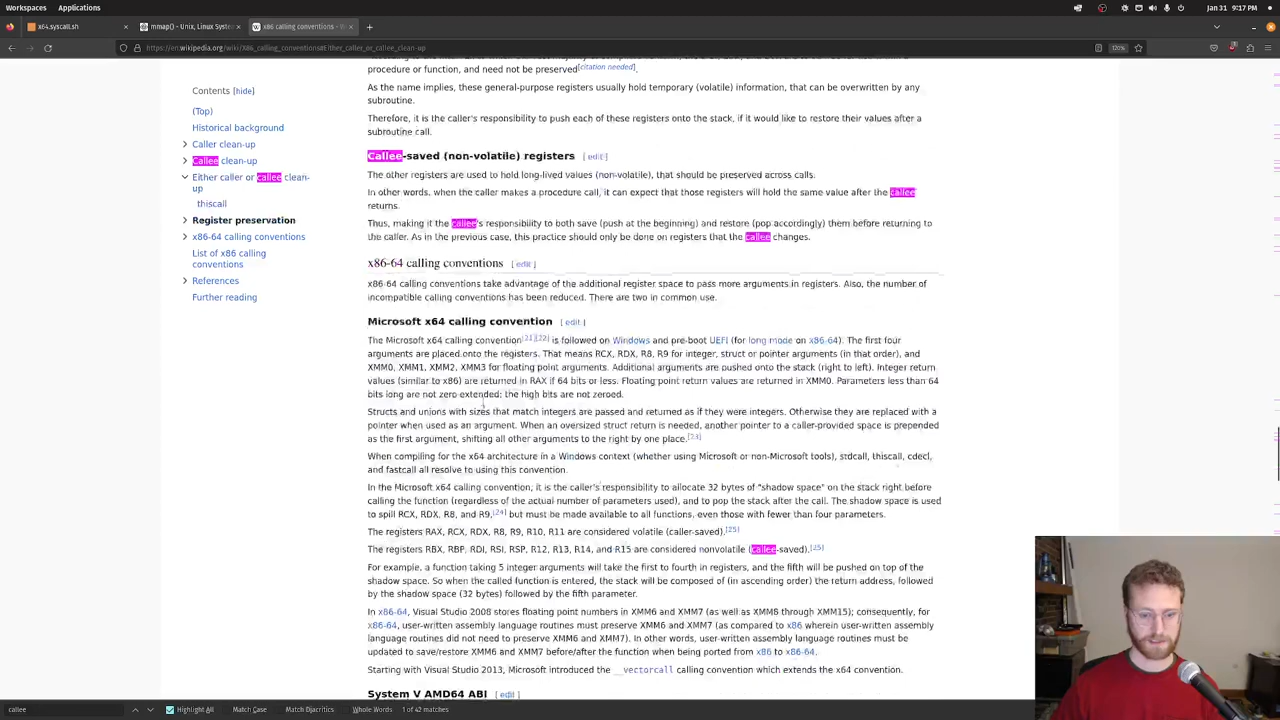 Workspaces Applications Jan 31 9:17 PM
x64.syscall.sh × mmap() - Unix, Linux Syste × W x86 calling conventions - W × +
https://en.wikipedia.org/wiki/X86_calling_conventions#Either_caller_or_callee_clean-up 120%
Contents [hide]
(Top)
Historical background
Caller clean-up
Callee clean-up
Either caller or callee clean-
up
thiscall
Register preservation
x86-64 calling conventions
List of x86 calling
conventions
References
Further reading
procedure or function, and need not be preserved[citation needed].
As the name implies, these general-purpose registers usually hold temporary (volatile) information, that can be overwritten by any
subroutine.
Therefore, it is the caller's responsibility to push each of these registers onto the stack, if it would like to restore their values after a
subroutine call.
Callee-saved (non-volatile) registers [ edit ]
The other registers are used to hold long-lived values (non-volatile), that should be preserved across calls.
In other words, when the caller makes a procedure call, it can expect that those registers will hold the same value after the callee
returns.
Thus, making it the callee's responsibility to both save (push at the beginning) and restore (pop accordingly) them before returning to
the caller. As in the previous case, this practice should only be done on registers that the callee changes.
x86-64 calling conventions [ edit ]
x86-64 calling conventions take advantage of the additional register space to pass more arguments in registers. Also, the number of
incompatible calling conventions has been reduced. There are two in common use.
Microsoft x64 calling convention [ edit ]
The Microsoft x64 calling convention[21][22] is followed on Windows and pre-boot UEFI (for long mode on x86-64). The first four
arguments are placed onto the registers. That means RCX, RDX, R8, R9 for integer, struct or pointer arguments (in that order), and
XMM0, XMM1, XMM2, XMM3 for floating point arguments. Additional arguments are pushed onto the stack (right to left). Integer return
values (similar to x86) are returned in RAX if 64 bits or less. Floating point return values are returned in XMM0. Parameters less than 64
bits long are not zero-extended; the high bits are not zeroed.
Structs and unions with sizes that match integers are passed and returned as if they were integers. Otherwise they are replaced with a
pointer when used as an argument. When an oversized struct return is needed, another pointer to a caller-provided space is prepended
as the first argument, shifting all other arguments to the right by one place.[23]
When compiling for the x64 architecture in a Windows context (whether using Microsoft or non-Microsoft tools), stdcall, thiscall, cdecl,
and fastcall all resolve to using this convention.
In the Microsoft x64 calling convention, it is the caller's responsibility to allocate 32 bytes of "shadow space" on the stack right before
calling the function (regardless of the actual number of parameters used), and to pop the stack after the call. The shadow space is used
to spill RCX, RDX, R8, and R9,[24] but must be made available to all functions, even those with fewer than four parameters.
The registers RAX, RCX, RDX, R8, R9, R10, R11 are considered volatile (caller-saved).[25]
The registers RBX, RBP, RDI, RSI, RSP, R12, R13, R14, and R15 are considered nonvolatile (callee-saved).[25]
For example, a function taking 5 integer arguments will take the first to fourth in registers, and the fifth will be pushed on top of the
shadow space. So when the called function is entered, the stack will be composed of (in ascending order) the return address, followed
by the shadow space (32 bytes) followed by the fifth parameter.
In x86-64, Visual Studio 2008 stores floating point numbers in XMM6 and XMM7 (as well as XMM8 through XMM15); consequently, for
x86-64, user-written assembly language routines must preserve XMM6 and XMM7 (as compared to x86 wherein user-written assembly
language routines did not need to preserve XMM6 and XMM7). In other words, user-written assembly language routines must be
updated to save/restore XMM6 and XMM7 before/after the function when being ported from x86 to x86-64.
Starting with Visual Studio 2013, Microsoft introduced the __vectorcall calling convention which extends the x64 convention.
System V AMD64 ABI [ edit ]
callee Highlight All Match Case Match Diacritics Whole Words 1 of 42 matches